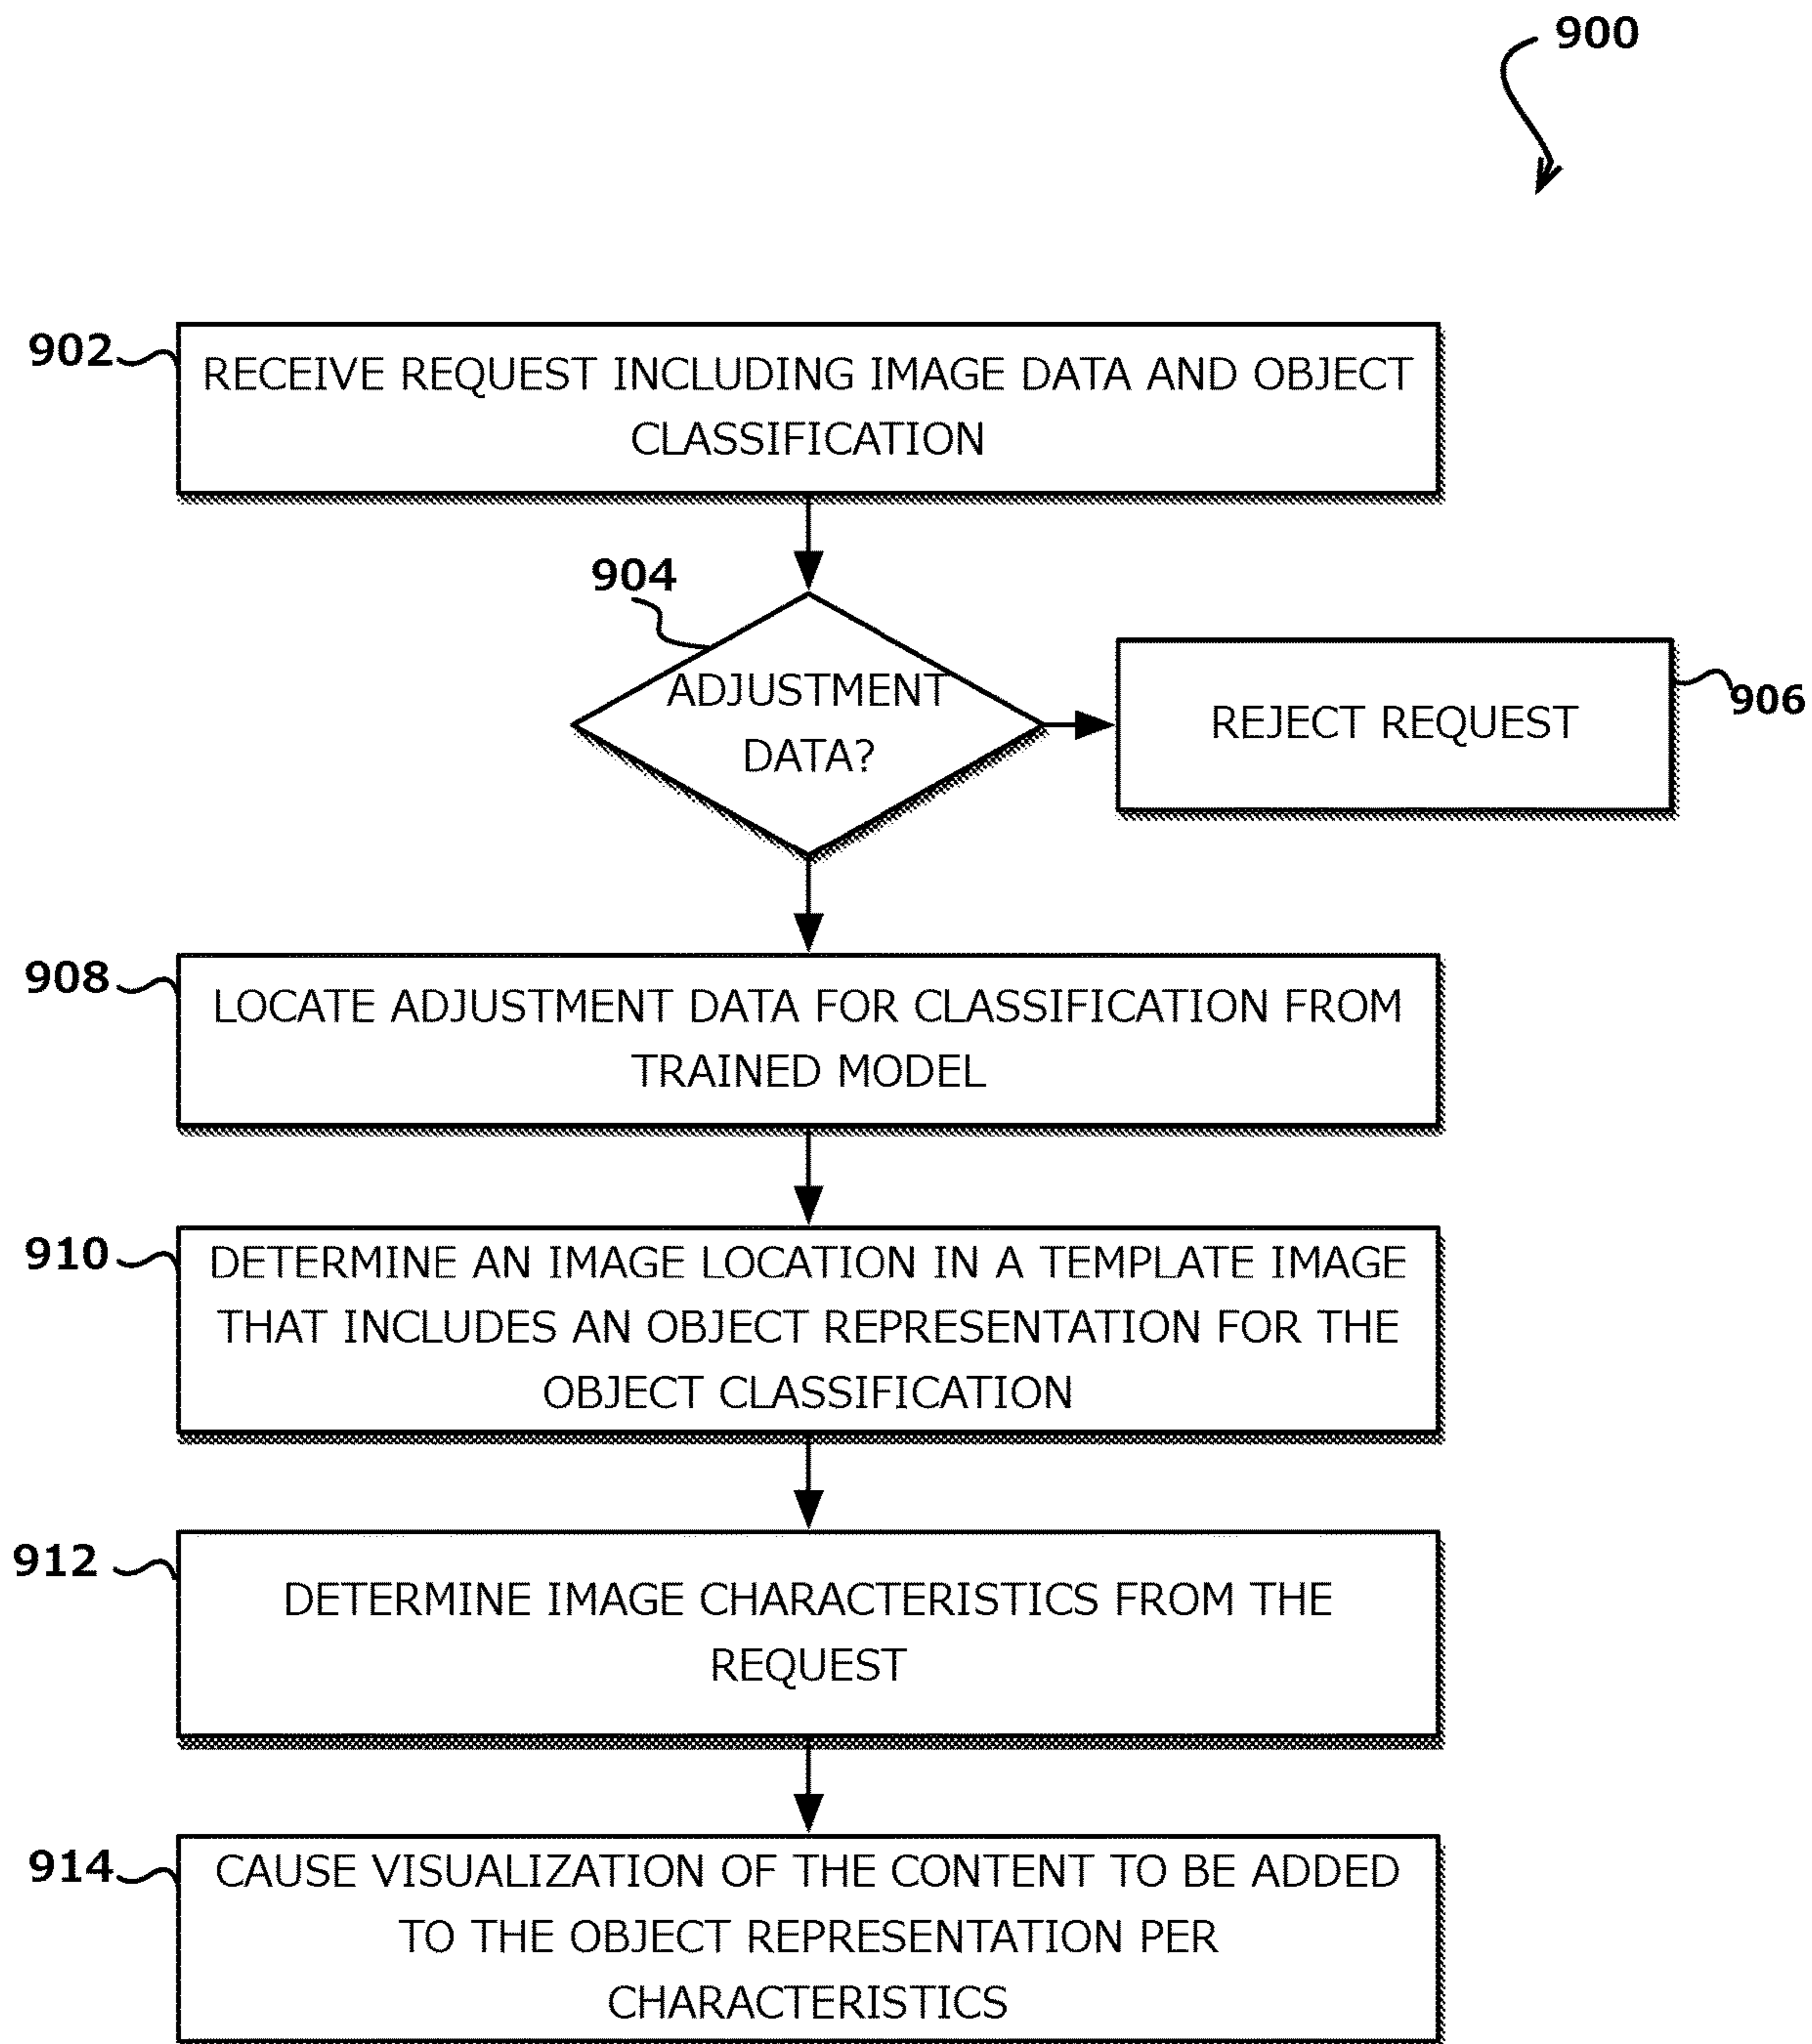 900
902
RECEIVE REQUEST INCLUDING IMAGE DATA AND OBJECT
CLASSIFICATION
904
ADJUSTMENT
DATA?
REJECT REQUEST
906
908
LOCATE ADJUSTMENT DATA FOR CLASSIFICATION FROM
TRAINED MODEL
910
DETERMINE AN IMAGE LOCATION IN A TEMPLATE IMAGE
THAT INCLUDES AN OBJECT REPRESENTATION FOR THE
OBJECT CLASSIFICATION
912
DETERMINE IMAGE CHARACTERISTICS FROM THE
REQUEST
914
CAUSE VISUALIZATION OF THE CONTENT TO BE ADDED
TO THE OBJECT REPRESENTATION PER
CHARACTERISTICS